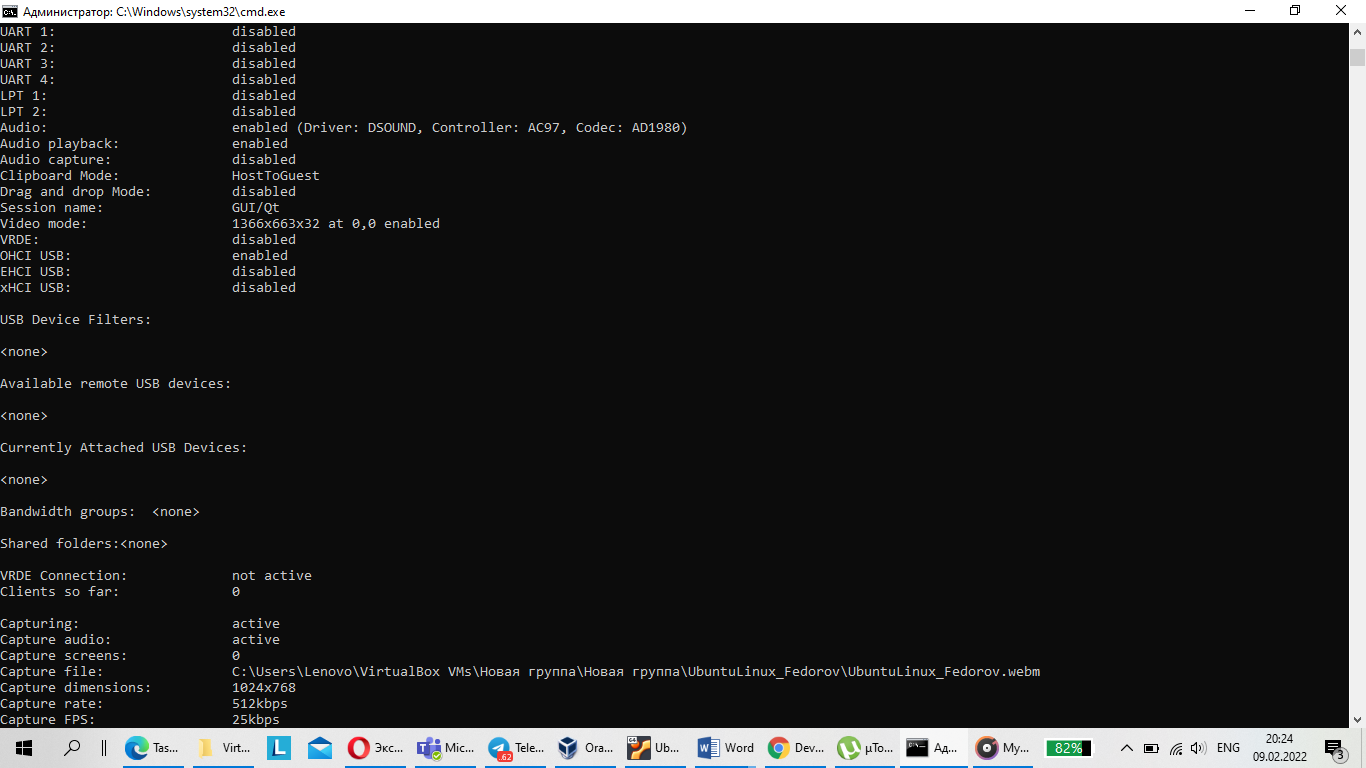 Администратор: C:\Windows\system32\cmd.exe
UART 1: disabled
UART 2: disabled
UART 3: disabled
UART 4: disabled
LPT 1: disabled
LPT 2: disabled
Audio: enabled (Driver: DSOUND, Controller: AC97, Codec: AD1980)
Audio playback: enabled
Audio capture: disabled
Clipboard Mode: HostToGuest
Drag and drop Mode: disabled
Session name: GUI/Qt
Video mode: 1366x663x32 at 0,0 enabled
VRDE: disabled
OHCI USB: enabled
EHCI USB: disabled
xHCI USB: disabled
USB Device Filters:
<none>
Available remote USB devices:
<none>
Currently Attached USB Devices:
<none>
Bandwidth groups: <none>
Shared folders:<none>
VRDE Connection: not active
Clients so far: 0
Capturing: active
Capture audio: active
Capture screens: 0
Capture file: C:\Users\Lenovo\VirtualBox VMs\Новая группа\Новая группа\UbuntuLinux_Fedorov\UbuntuLinux_Fedorov.webm
Capture dimensions: 1024x768
Capture rate: 512kbps
Capture FPS: 25kbps
Tas... Virt... L Экс... Mic... Tele... .62 Ora... Ub... Word Dev... µTo... Ад... My... 82% ENG 20:24
09.02.2022 3